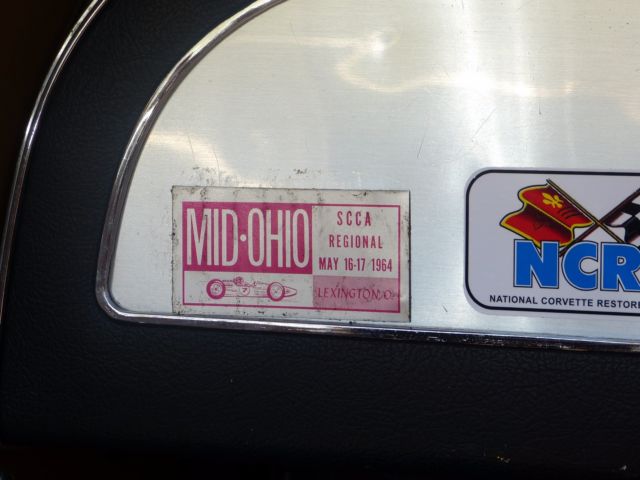 MID·OHIO
SCCA
REGIONAL
MAY 16-17 1964
LEXINGTON, O.
NCR
NATIONAL CORVETTE RESTORE